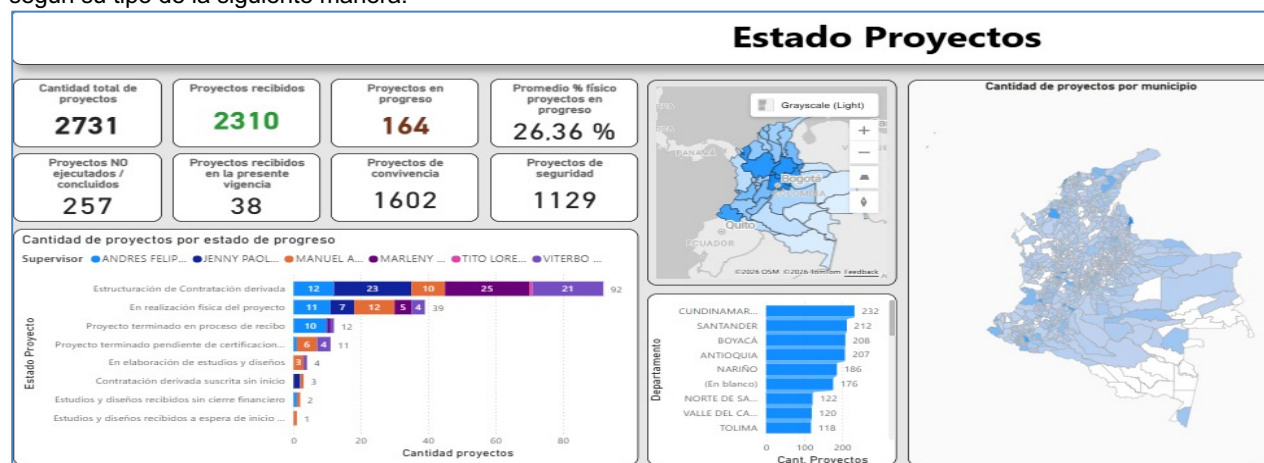 según su tipo de la siguiente manera:
Estado Proyectos
Cantidad total de
proyectos
2731
Proyectos recibidos
2310
Proyectos en
progreso
164
Promedio % físico
proyectos en
progreso
26,36 %
Proyectos NO
ejecutados /
concluidos
257
Proyectos recibidos
en la presente
vigencia
38
Proyectos de
convivencia
1602
Proyectos de
seguridad
1129
Cantidad de proyectos por estado de progreso
Supervisor ANDRES FELIP... JENNY PAOL... MANUEL A... MARLENY ... TITO LORE... VITERBO ...
Estado Proyecto
Estructuración de Contratación derivada 12 23 10 25 21 92
En realización física del proyecto 11 7 12 5 4 39
Proyecto terminado en proceso de recibo 10 12
Proyecto terminado pendiente de certificacion... 6 4 11
En elaboración de estudios y diseños 3 4
Contratación derivada suscrita sin inicio 3
Estudios y diseños recibidos sin cierre financiero 2
Estudios y diseños recibidos a espera de inicio ... 1
0 20 40 60 80
Cantidad proyectos
Grayscale (Light)
PANAMÁ
Bogotá
COLOMBIA
Quito
ECUADOR
©2026 OSM ©2026 TomTom Feedback
Departamento
CUNDINAMAR... 232
SANTANDER 212
BOYACÁ 208
ANTIOQUIA 207
NARIÑO 186
(En blanco) 176
NORTE DE SA... 122
VALLE DEL CA... 120
TOLIMA 118
0 100 200
Cant. Proyectos
Cantidad de proyectos por municipio